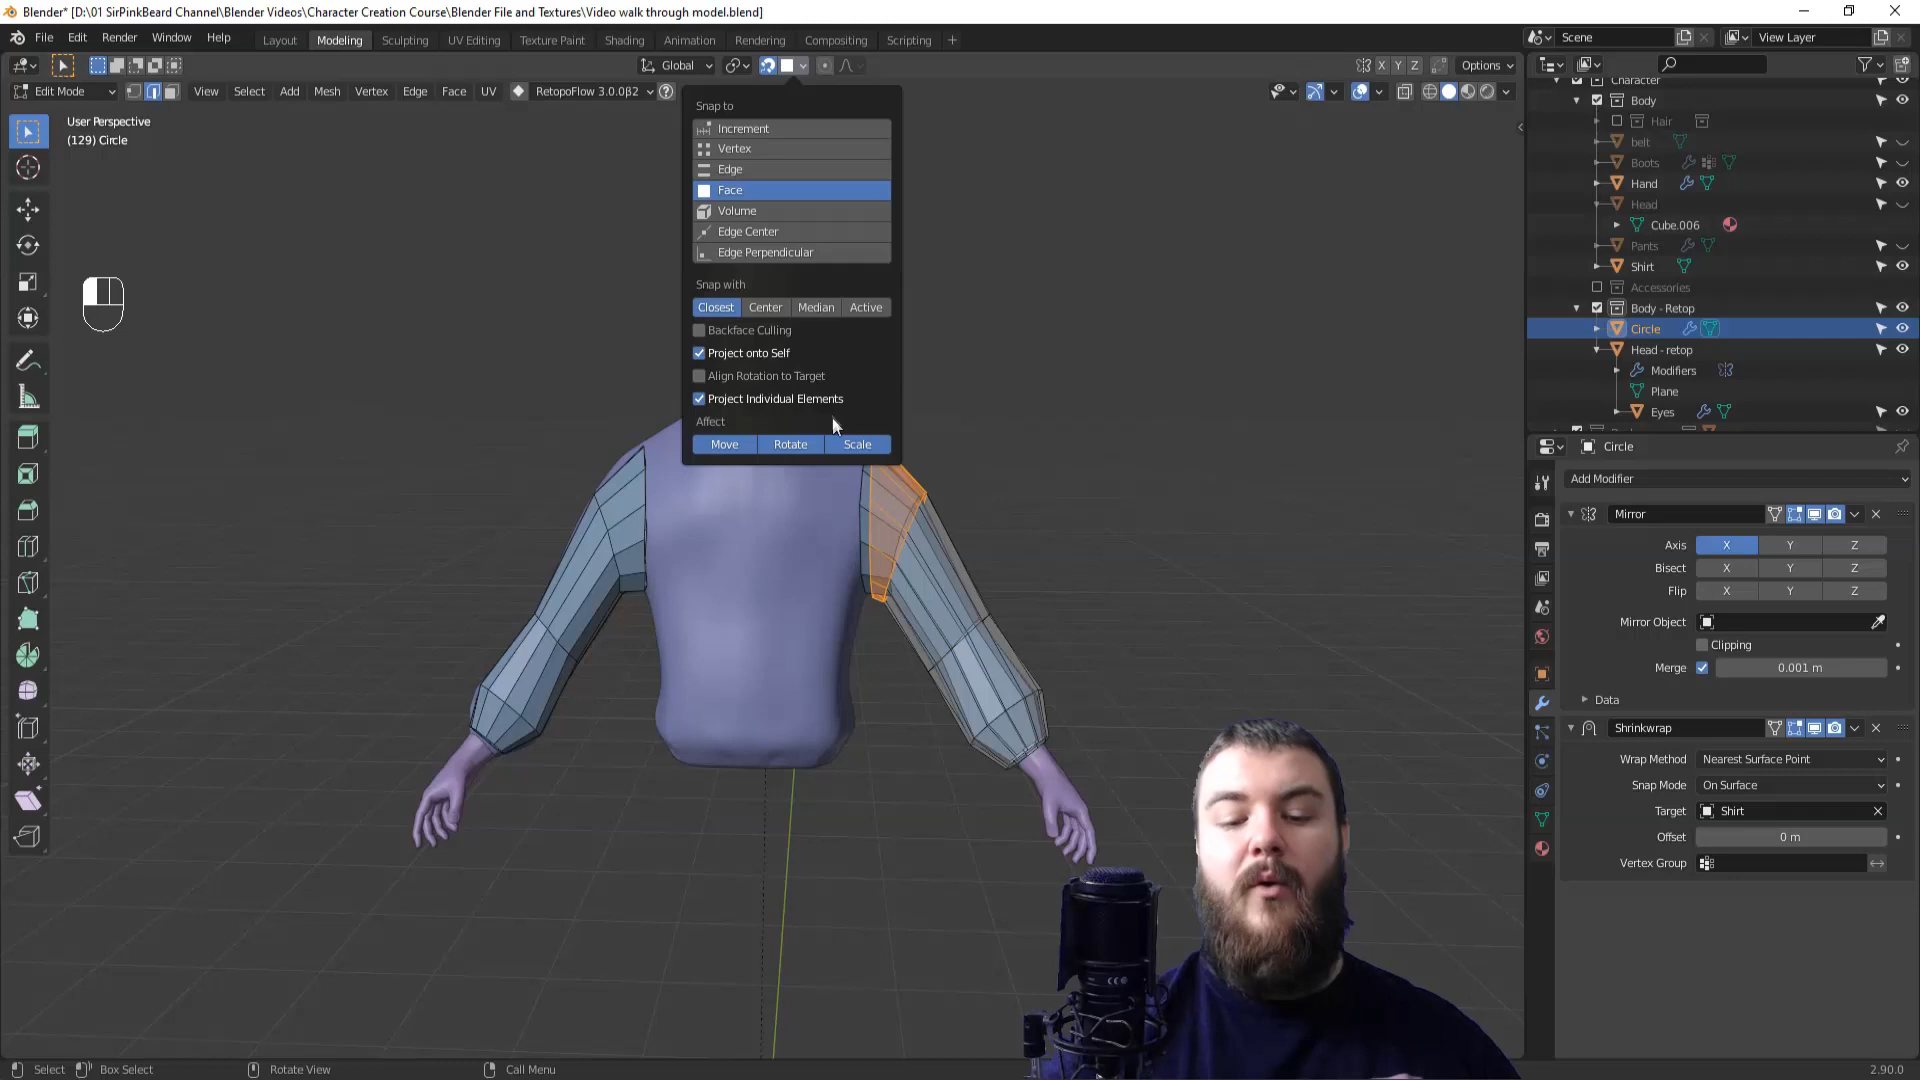 Blender* [D:\01 SirPinkBeard Channel\Blender Videos\Character Creation Course\Blender File and Textures\Video walk through model.blend]
File Edit Render Window Help
Layout Modeling Sculpting UV Editing Texture Paint Shading Animation Rendering Compositing Scripting +
Scene
View Layer
Global
X Y Z
Options
Edit Mode
View Select Add Mesh Vertex Edge Face UV
RetopoFlow 3.0.0β2
User Perspective
(129) Circle
Snap to
Increment
Vertex
Edge
Face
Volume
Edge Center
Edge Perpendicular
Snap with
Closest Center Median Active
Backface Culling
Project onto Self
Align Rotation to Target
Project Individual Elements
Affect
Move Rotate Scale
Character
Body
Hair
belt
Boots
Hand
Head
Cube.006
Pants
Shirt
Accessories
Body - Retop
Circle
Head - retop
Modifiers
Plane
Eyes
Circle
Add Modifier
Mirror
Axis X Y Z
Bisect X Y Z
Flip X Y Z
Mirror Object
Clipping
Merge 0.001 m
Data
Shrinkwrap
Wrap Method Nearest Surface Point
Snap Mode On Surface
Target Shirt
Offset 0 m
Vertex Group
Select Box Select Rotate View Call Menu
2.90.0